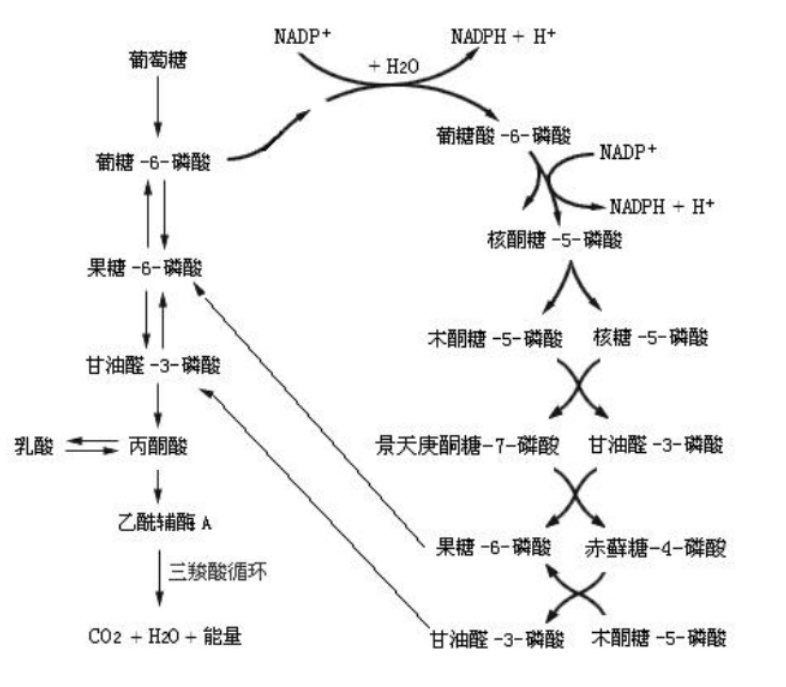 NADP+
NADPH + H+
葡萄糖
+ H2O
葡糖酸 -6-磷酸
葡糖 -6-磷酸
NADP+
NADPH + H+
核酮糖 -5-磷酸
果糖 -6-磷酸
木酮糖 -5-磷酸
核糖 -5-磷酸
甘油醛 -3-磷酸
乳酸
丙酮酸
景天庚酮糖-7-磷酸
甘油醛 -3-磷酸
乙酰辅酶 A
果糖 -6-磷酸
赤藓糖-4-磷酸
三羧酸循环
CO2 + H2O + 能量
甘油醛 -3-磷酸
木酮糖 -5-磷酸